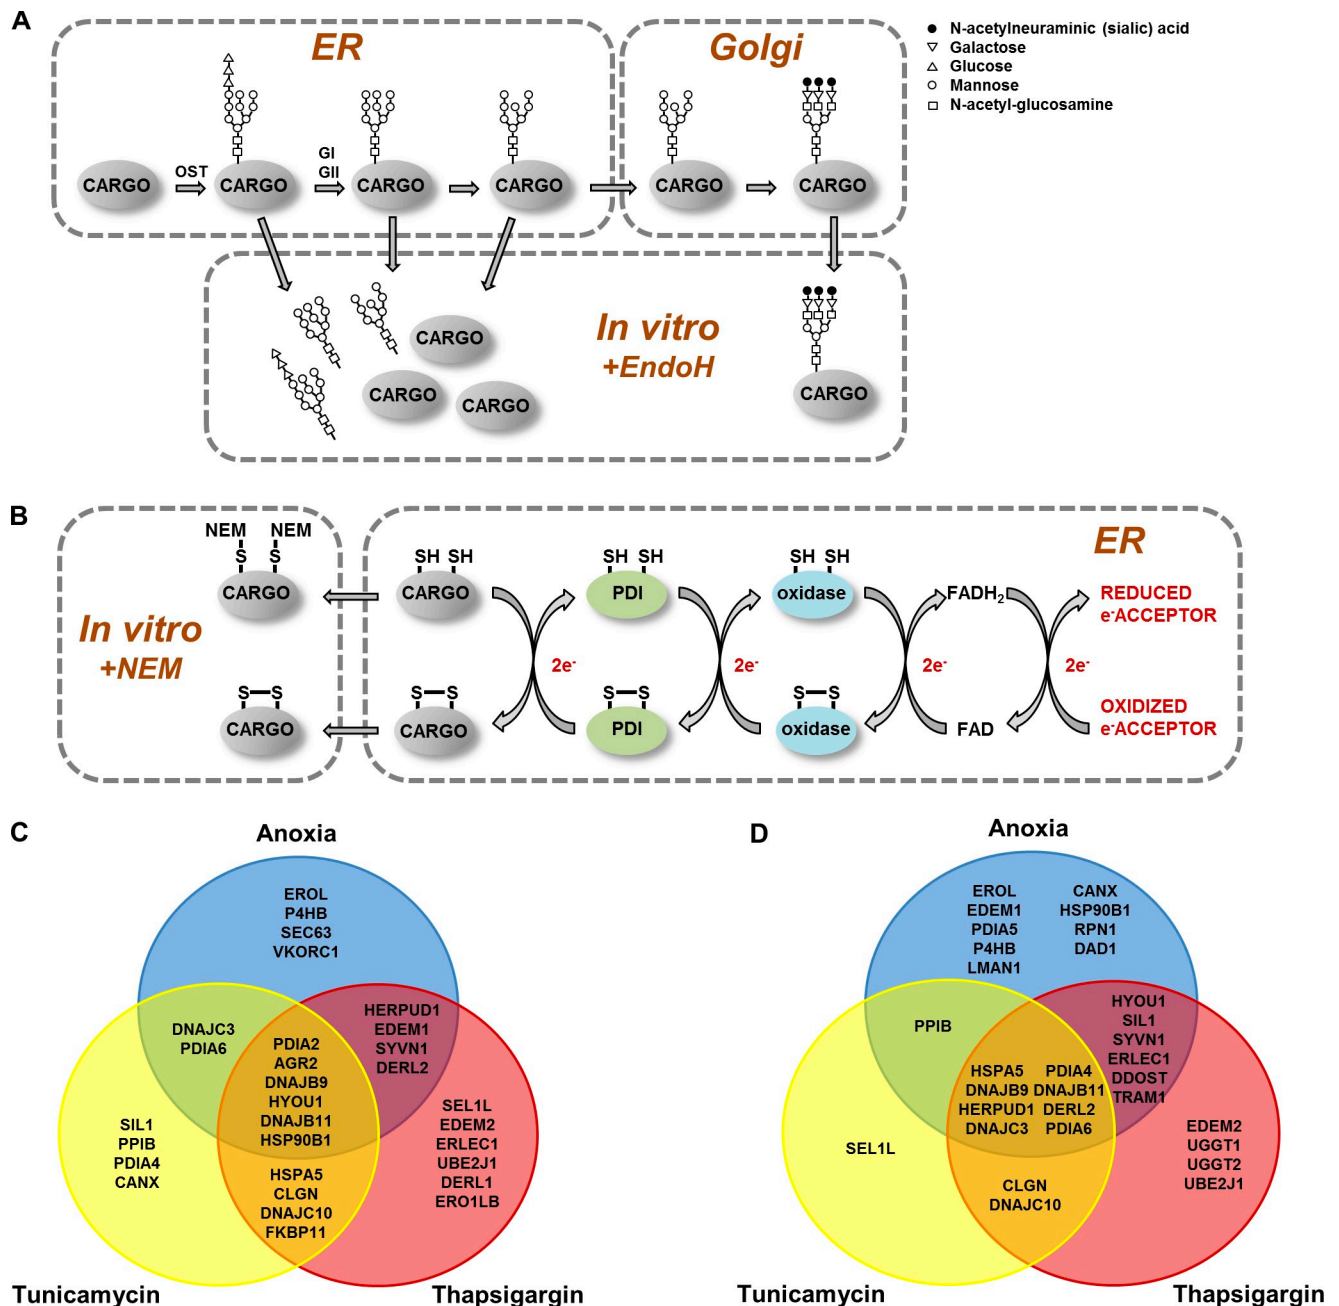 A
ER
Golgi
N-acetylneuraminic (sialic) acid
Galactose
Glucose
Mannose
N-acetyl-glucosamine
CARGO
OST
CARGO
GI
GII
CARGO
CARGO
CARGO
CARGO
In vitro
+EndoH
CARGO
CARGO
CARGO
CARGO
B
In vitro
+NEM
NEM NEM
S S
CARGO
S S
CARGO
ER
SH SH
CARGO
SH SH
PDI
SH SH
oxidase
FADH2
REDUCED
e-ACCEPTOR
2e-
2e-
2e-
2e-
S S
CARGO
S S
PDI
S S
oxidase
FAD
OXIDIZED
e-ACCEPTOR
C
Anoxia
EROL
P4HB
SEC63
VKORC1
DNAJC3
PDIA6
HERPUD1
EDEM1
SYVN1
DERL2
PDIA2
AGR2
DNAJB9
HYOU1
DNAJB11
HSP90B1
SIL1
PPIB
PDIA4
CANX
HSPA5
CLGN
DNAJC10
FKBP11
SEL1L
EDEM2
ERLEC1
UBE2J1
DERL1
ERO1LB
Tunicamycin
Thapsigargin
D
Anoxia
EROL
EDEM1
PDIA5
P4HB
LMAN1
CANX
HSP90B1
RPN1
DAD1
PPIB
HYOU1
SIL1
SYVN1
ERLEC1
DDOST
TRAM1
HSPA5 PDIA4
DNAJB9 DNAJB11
HERPUD1 DERL2
DNAJC3 PDIA6
SEL1L
CLGN
DNAJC10
EDEM2
UGGT1
UGGT2
UBE2J1
Tunicamycin
Thapsigargin